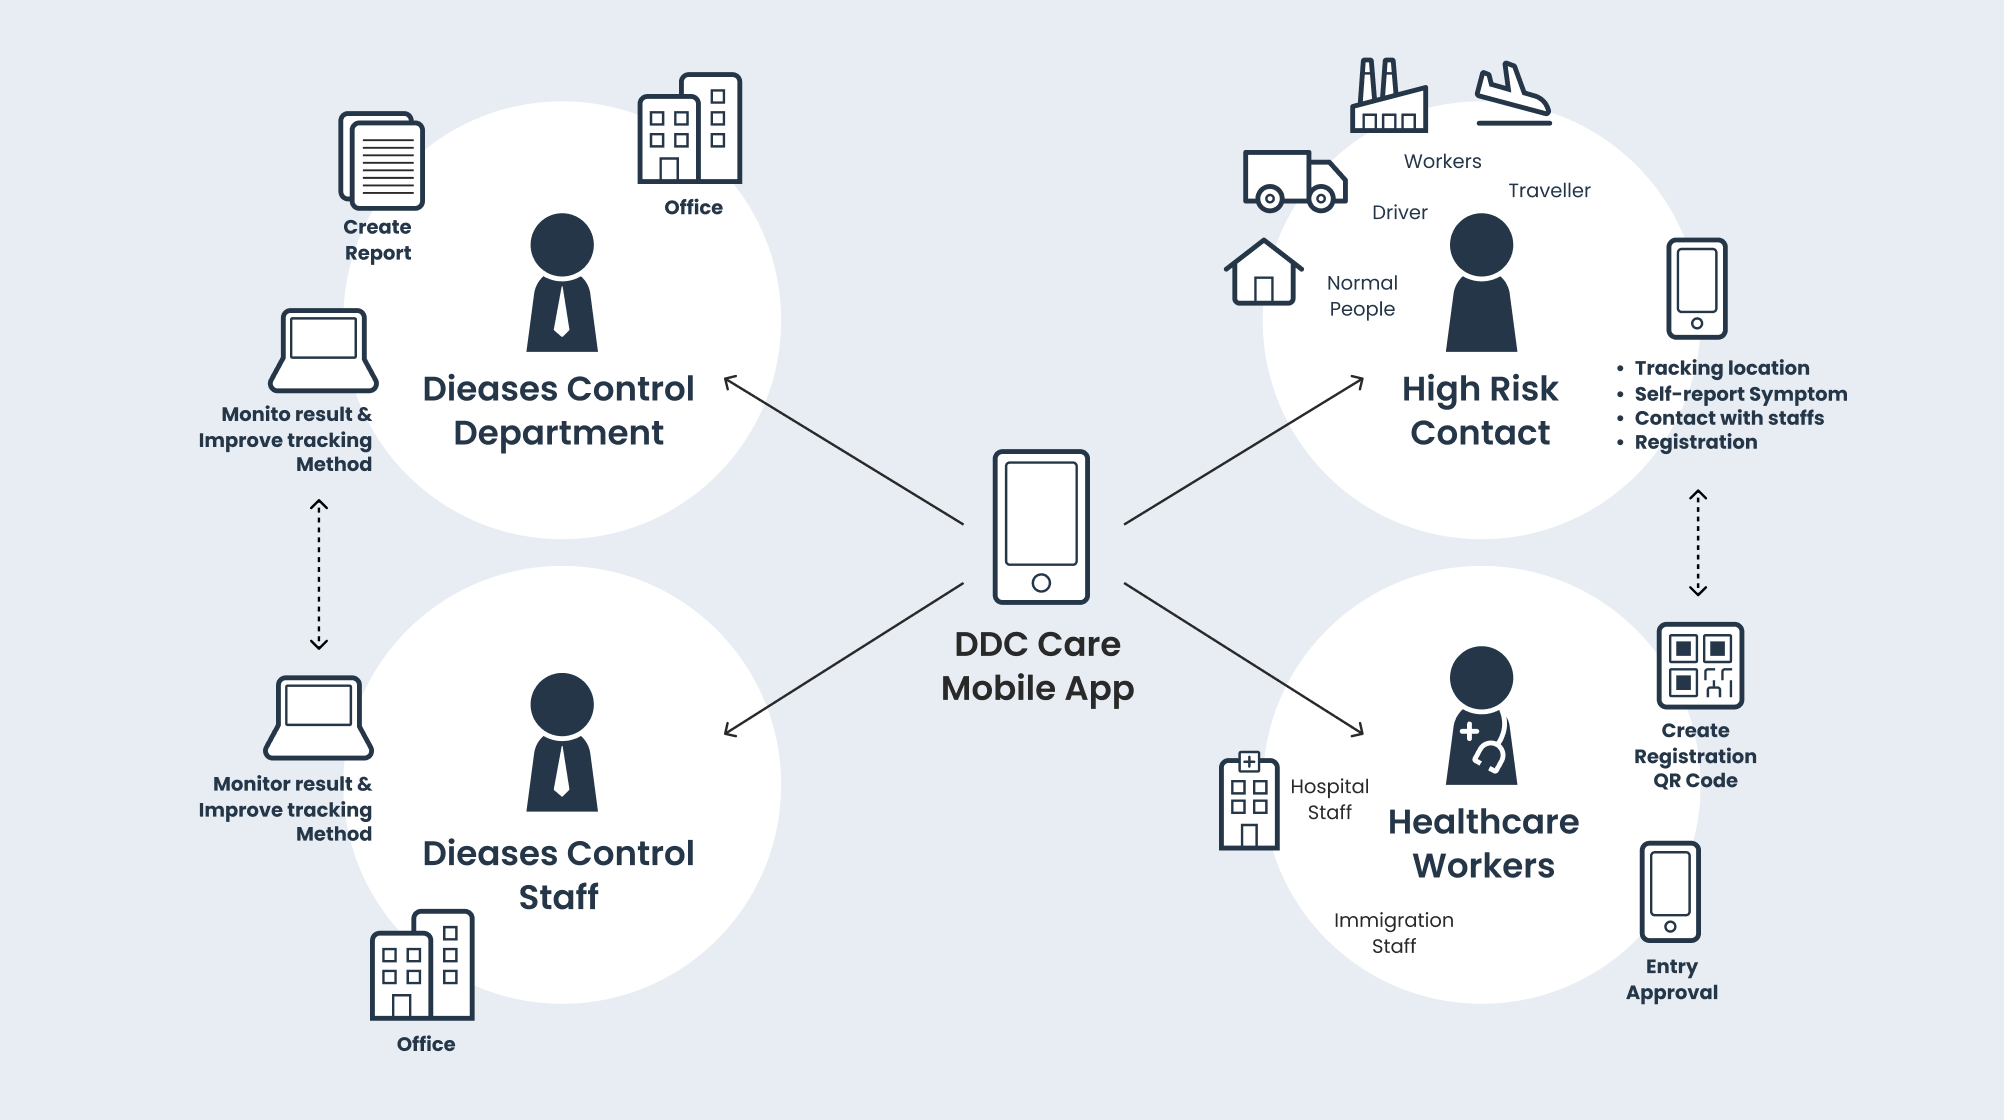 Create
Report
Office
Monito result &
Improve tracking
Method
Dieases Control
Department
Workers
Traveller
Driver
Normal
People
High Risk
Contact
• Tracking location
• Self-report Symptom
• Contact with staffs
• Registration
DDC Care
Mobile App
Monitor result &
Improve tracking
Method
Dieases Control
Staff
Office
Hospital
Staff
Healthcare
Workers
Immigration
Staff
Create
Registration
QR Code
Entry
Approval